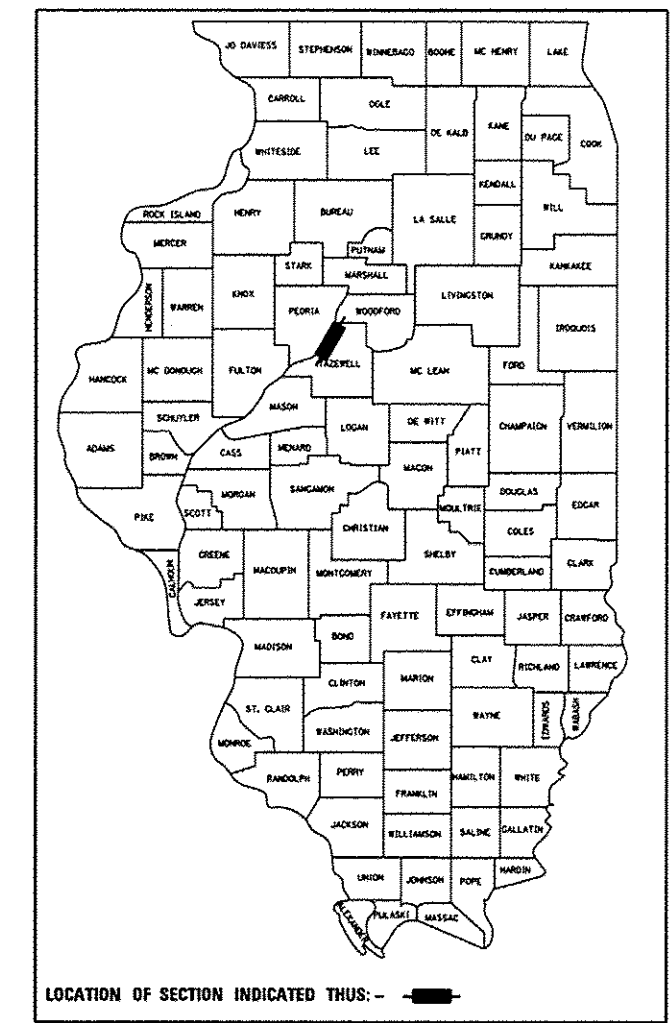 JO DAVIESS STEPHENSON WINNEBAGO BOONE MC HENRY LAKE
CARROLL OGLE DE KALB KANE DU PAGE COOK
WHITESIDE LEE KENDALL WILL
ROCK ISLAND HENRY BUREAU LA SALLE GRUNDY
MERCER PUTNAM KANKAKEE
STARK MARSHALL LIVINGSTON
HENDERSON WARREN KNOX PEORIA WOODFORD IROQUOIS
HANCOCK MC DONOUGH FULTON TAZEWELL MC LEAN FORD
MASON
SCHUYLER LOGAN DE WITT CHAMPAIGN VERMILION
ADAMS BROWN CASS MENARD PIATT
MACON
MORGAN SANGAMON DOUGLAS EDGAR
PIKE SCOTT CHRISTIAN MOULTRIE COLES
GREENE SHELBY
CALHOUN MACOUPIN MONTGOMERY CUMBERLAND CLARK
JERSEY FAYETTE EFFINGHAM JASPER CRAWFORD
MADISON BOND
CLAY RICHLAND LAWRENCE
CLINTON MARION
ST. CLAIR WAYNE EDWARDS WABASH
WASHINGTON JEFFERSON
MONROE
RANDOLPH PERRY HAMILTON WHITE
FRANKLIN
JACKSON WILLIAMSON SALINE GALLATIN
HARDIN
UNION JOHNSON POPE
ALEXANDER PULASKI MASSAC
LOCATION OF SECTION INDICATED THUS: -